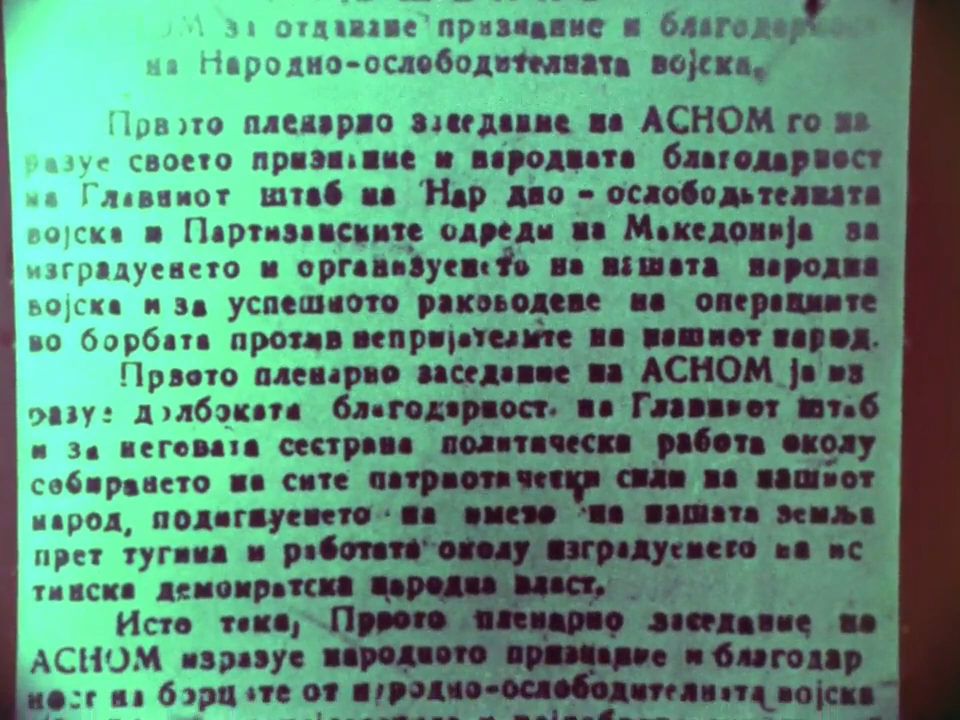 за отдавање признание и
на Народно-ослободителната војска.
Првото пленарно заседание на АСНОМ го из
разуе своето признание и народната благодарност
на Главниот штаб на Нар дно-ослободителната
војска и Партизанските одреди на Македонија за
изградуенето и организуенето на нашата народна
војска и за успешното раководене на операциите
во борбата против непријателите на нашиот народ.
Првото пленарно заседание на АСНОМ ја из
разуе длбоката благодарност на Главниот штаб
и за неговата сестрана политическа работа околу
собирането на сите патриотически сили на нашиот
народ, подигнуенето на името на нашата земља
прет туѓина и работата околу изградуенето на ис
тинска демократска народна власт.
Исто така, Првото пленарно заседание на
АСНОМ изразуе народното признание и благодар
ност на борците от народно-ослободителната војска